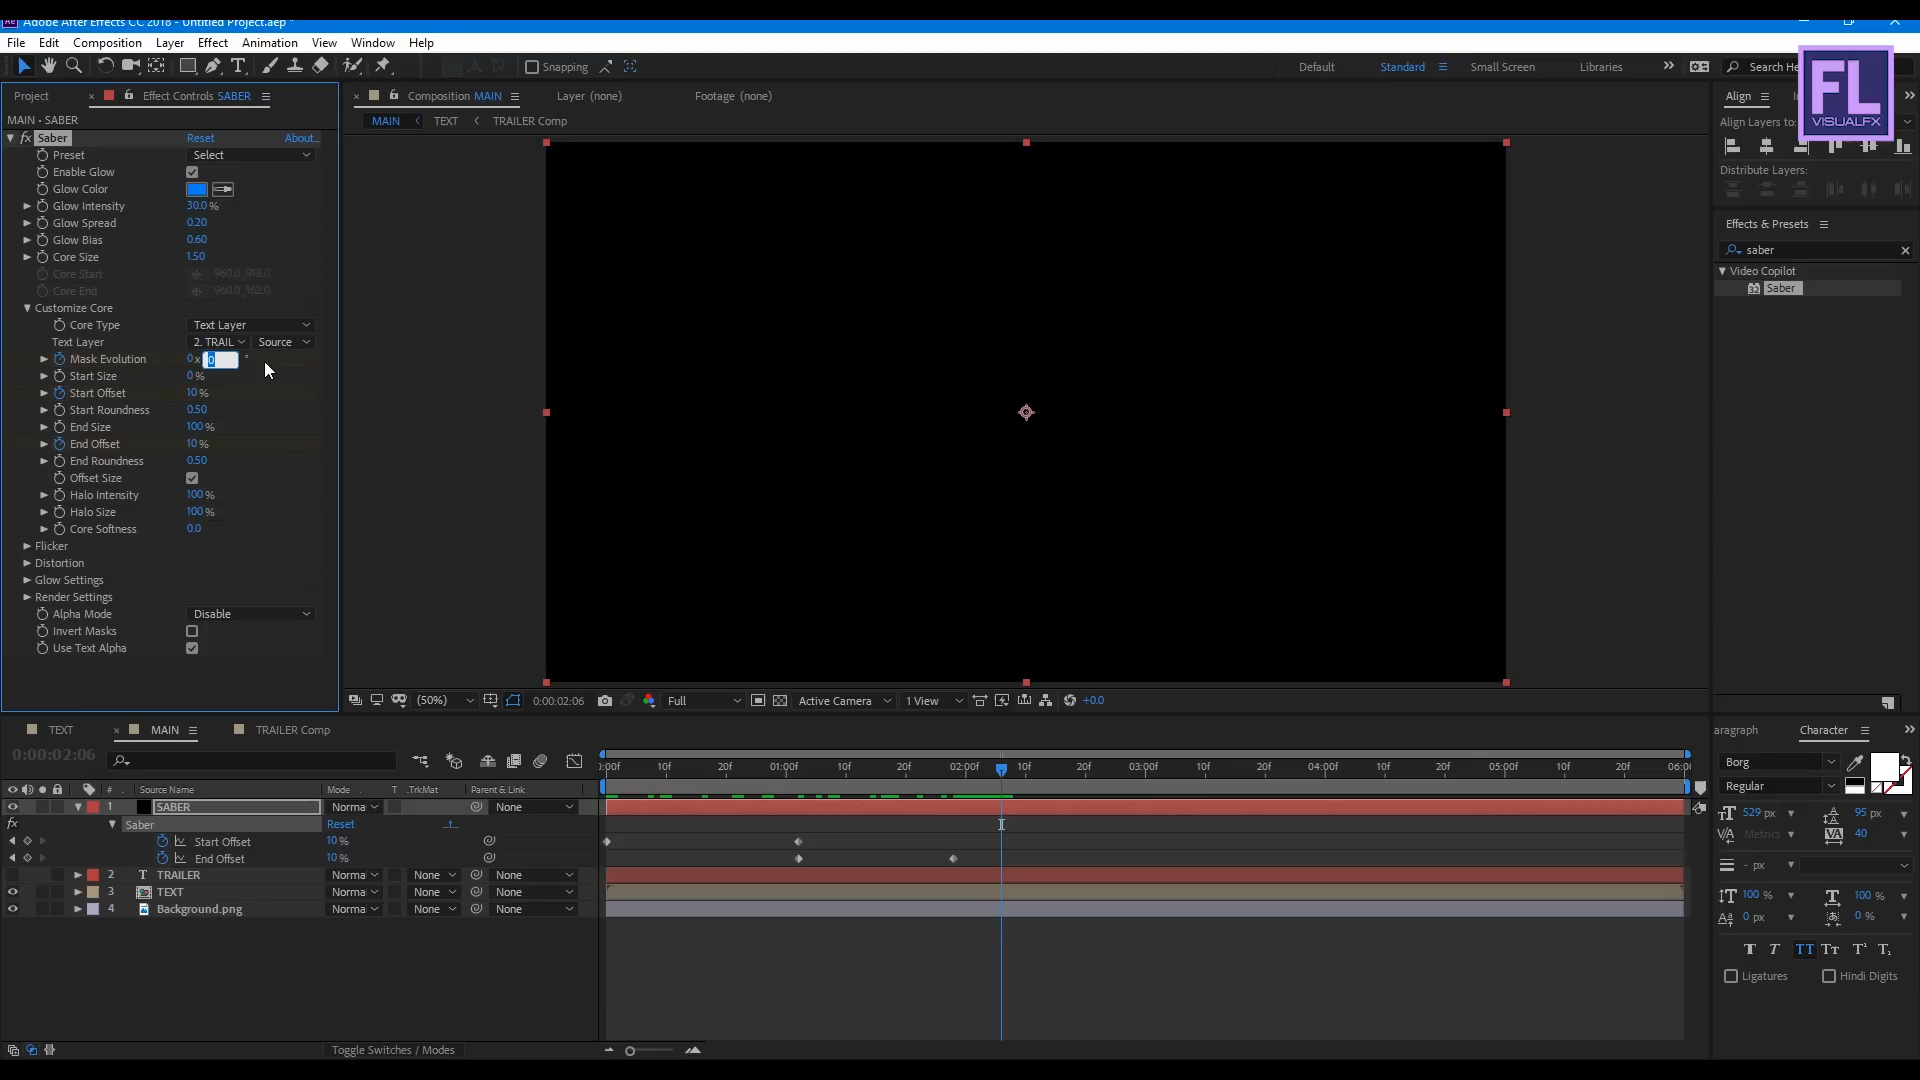 Adobe After Effects CC 2018 - Untitled Project.aep *
File Edit Composition Layer Effect Animation View Window Help
Snapping Default Standard Small Screen Libraries Search He
FL
VISUALFX
Project Effect Controls SABER
MAIN • SABER
fx Saber Reset About...
Preset Select
Enable Glow
Glow Color
Glow Intensity 30.0 %
Glow Spread 0.20
Glow Bias 0.60
Core Size 1.50
Core Start 960.0, 918.0
Core End 960.0, 162.0
Customize Core
Core Type Text Layer
Text Layer 2. TRAIL Source
Mask Evolution 0 x 0 °
Start Size 0 %
Start Offset 10 %
Start Roundness 0.50
End Size 100 %
End Offset 10 %
End Roundness 0.50
Offset Size
Halo Intensity 100 %
Halo Size 100 %
Core Softness 0.0
Flicker
Distortion
Glow Settings
Render Settings
Alpha Mode Disable
Invert Masks
Use Text Alpha
Composition MAIN Layer (none) Footage (none)
MAIN TEXT TRAILER Comp
(50%) 0:00:02:06 Full Active Camera 1 View +0.0
Align
Align Layers to:
Distribute Layers:
Effects & Presets
saber
Video Copilot
32 Saber
TEXT MAIN TRAILER Comp
0:00:02:06
:00f 10f 20f 01:00f 10f 20f 02:00f 10f 20f 03:00f 10f 20f 04:00f 10f 20f 05:00f 10f 20f 06:0
# Source Name Mode T .TrkMat Parent & Link
1 SABER Norma None
fx Saber Reset
Start Offset 10 %
End Offset 10 %
2 T TRAILER Norma None None
3 TEXT Norma None None
4 Background.png Norma None None
Toggle Switches / Modes
aragraph Character
Borg
Regular
529 px 95 px
Metrics 40
- px
100 % 100 %
0 px 0 %
T T TT Tт T¹ T₁
Ligatures Hindi Digits